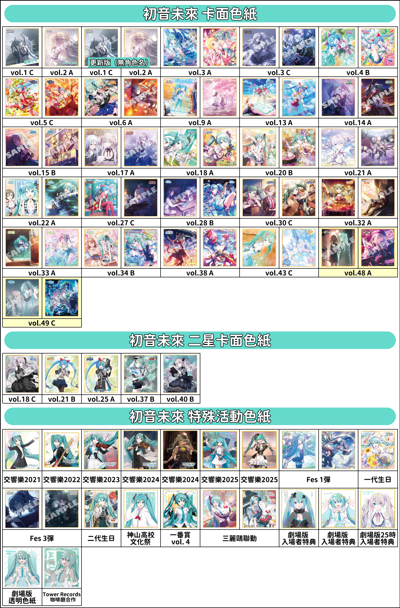 初音未來 卡面色紙
更新版（無角色名）
vol.1 C vol.2 A vol.1 C vol.2 A vol.3 A vol.3 C vol.4 B
vol.5 C vol.6 A vol.9 A vol.13 A vol.14 A
vol.15 B vol.17 A vol.18 A vol.20 B vol.21 A
vol.22 A vol.27 C vol.28 B vol.30 C vol.32 A
vol.33 A vol.34 B vol.38 A vol.43 C vol.48 A
vol.49 C
初音未來 二星卡面色紙
vol.18 C vol.21 B vol.25 A vol.37 B vol.40 B
初音未來 特殊活動色紙
交響樂2021 交響樂2022 交響樂2023 交響樂2024 交響樂2024 交響樂2025 交響樂2025 Fes 1彈 一代生日
Fes 3彈 二代生日 神山高校 文化祭 一番賞 vol. 4 三麗鷗聯動 劇場版 入場者特典 劇場版 入場者特典 劇場版25時 入場者特典
劇場版 透明色紙 Tower Records 咖啡廳合作